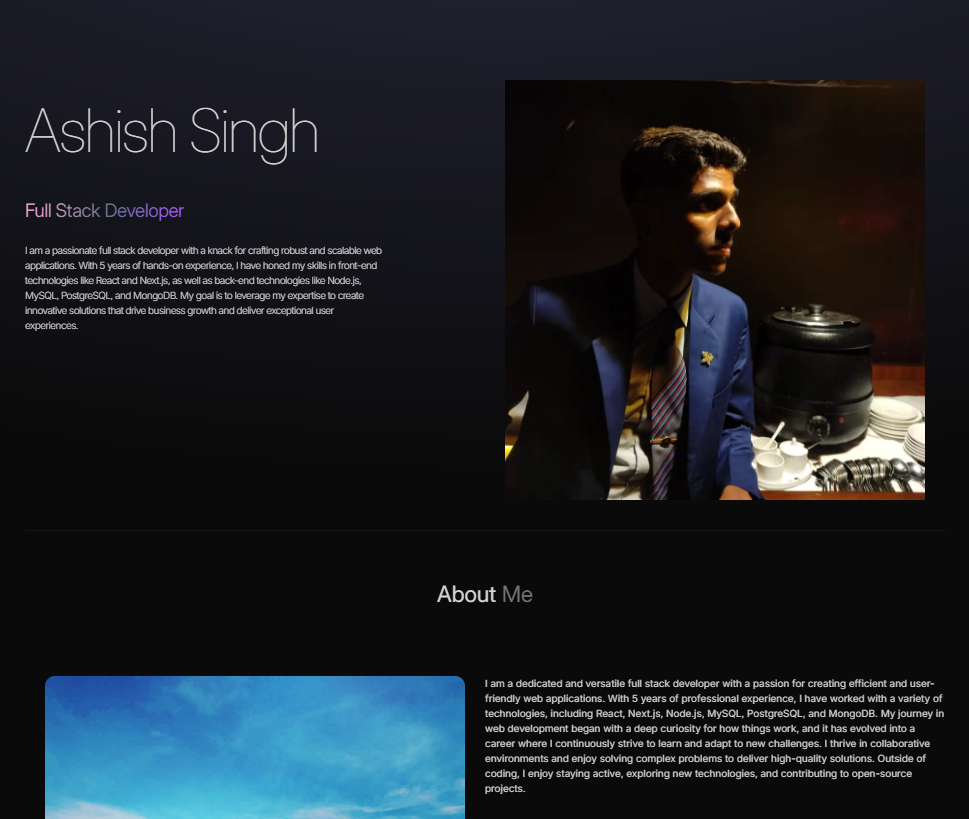 Ashish Singh
Full Stack Developer
I am a passionate full stack developer with a knack for crafting robust and scalable web
applications. With 5 years of hands-on experience, I have honed my skills in front-end
technologies like React and Next.js, as well as back-end technologies like Node.js,
MySQL, PostgreSQL, and MongoDB. My goal is to leverage my expertise to create
innovative solutions that drive business growth and deliver exceptional user
experiences.
About Me
I am a dedicated and versatile full stack developer with a passion for creating efficient and user-
friendly web applications. With 5 years of professional experience, I have worked with a variety of
technologies, including React, Next.js, Node.js, MySQL, PostgreSQL, and MongoDB. My journey in
web development began with a deep curiosity for how things work, and it has evolved into a
career where I continuously strive to learn and adapt to new challenges. I thrive in collaborative
environments and enjoy solving complex problems to deliver high-quality solutions. Outside of
coding, I enjoy staying active, exploring new technologies, and contributing to open-source
projects.